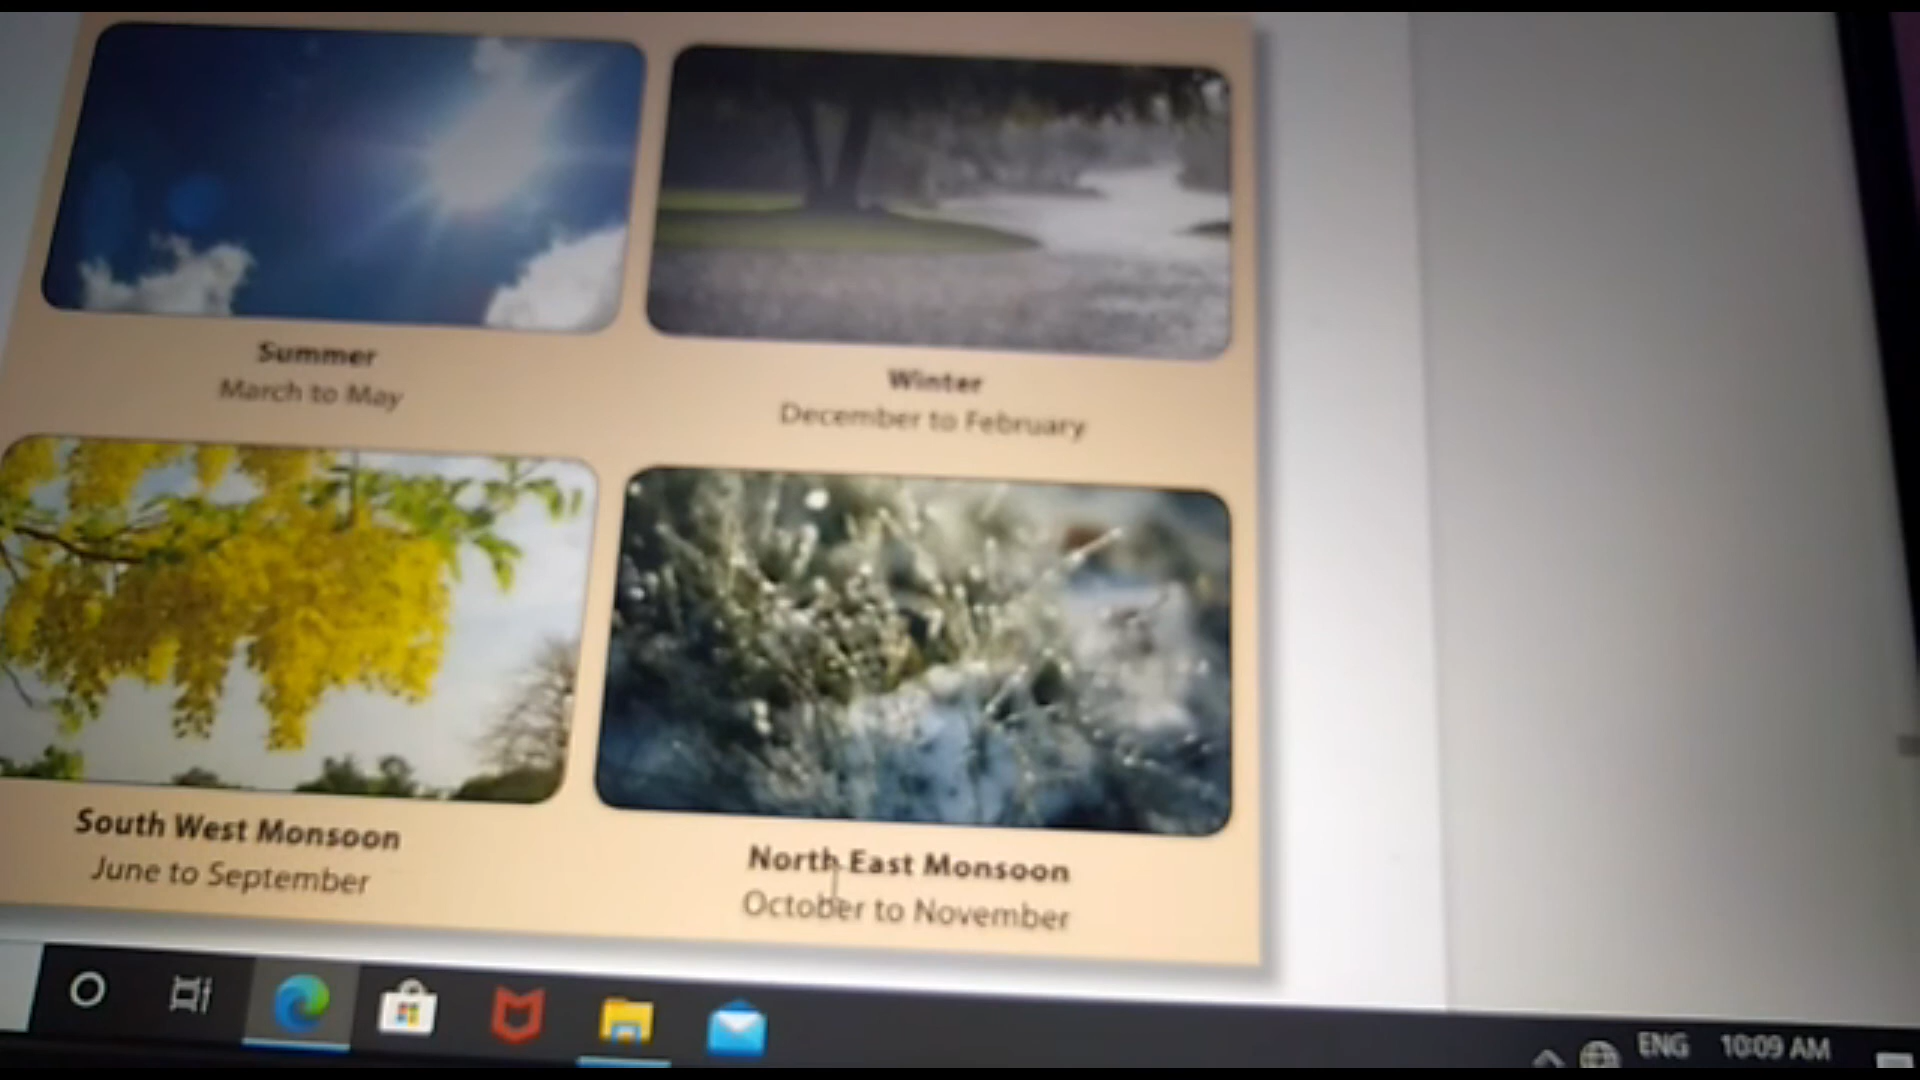 Summer
March to May
Winter
December to February
South West Monsoon
June to September
North East Monsoon
October to November
ENG 10:09 AM